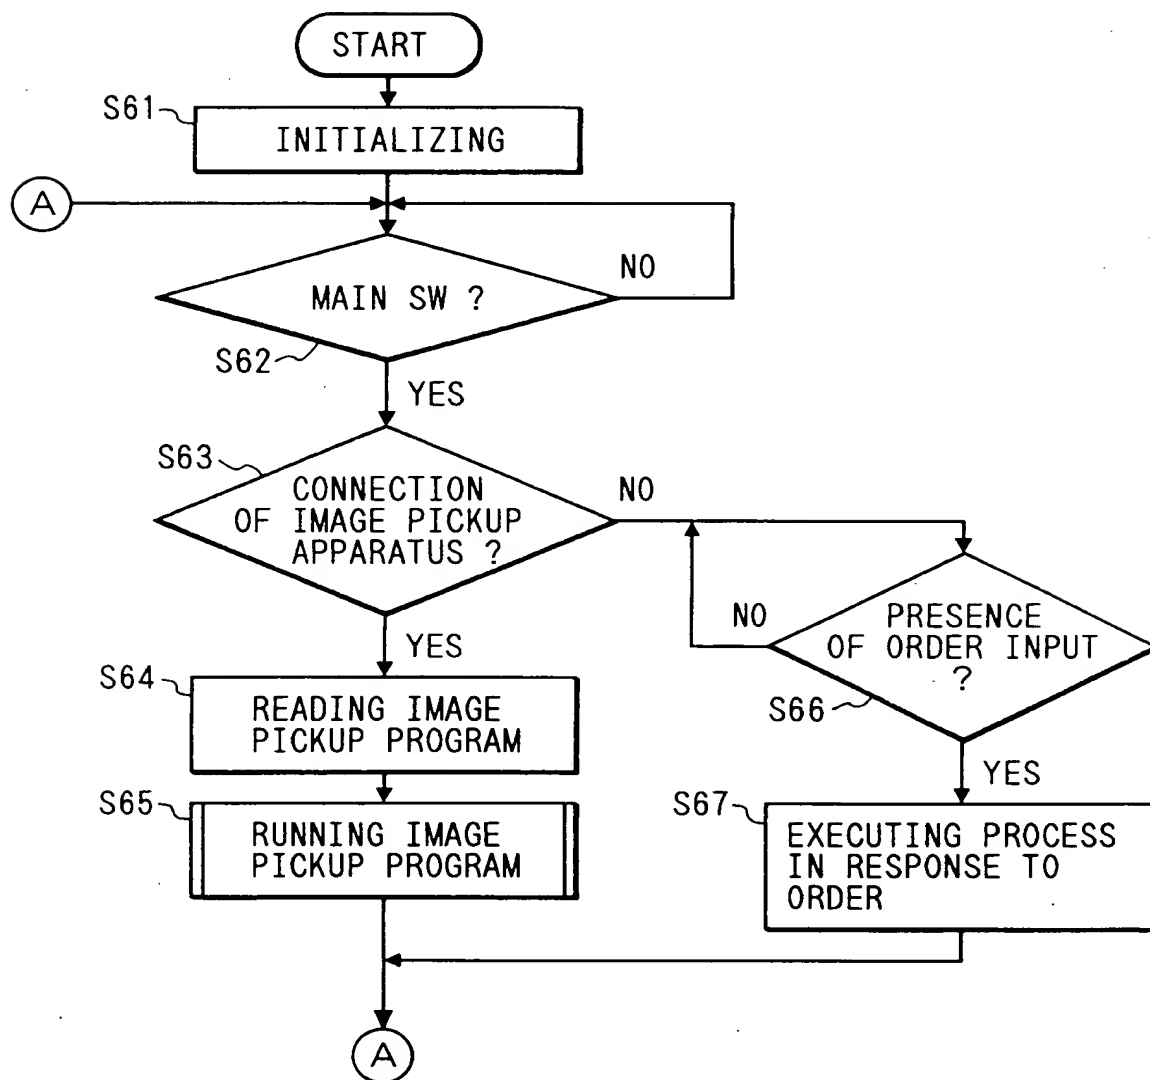 START
S61
INITIALIZING
A
NO
MAIN SW ?
S62
YES
S63
CONNECTION
OF IMAGE PICKUP
APPARATUS ?
NO
NO
PRESENCE
OF ORDER INPUT
?
YES
S66
S64
READING IMAGE
PICKUP PROGRAM
YES
S65
RUNNING IMAGE
PICKUP PROGRAM
S67
EXECUTING PROCESS
IN RESPONSE TO
ORDER
A